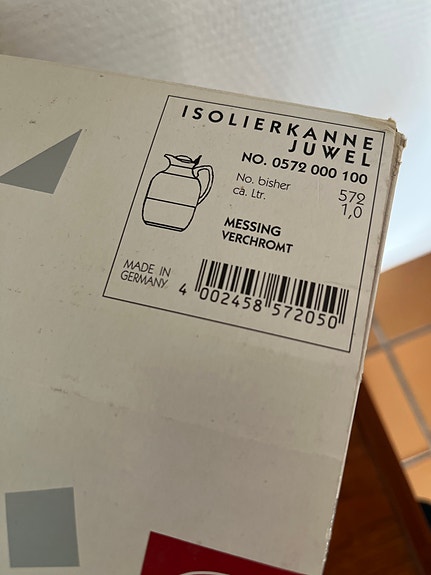 ISOLIERKANNE
JUWEL
NO. 0572 000 100
No. bisher 572
ca. Ltr. 1,0
MESSING
VERCHROMT
MADE IN
GERMANY
4 002458 572050